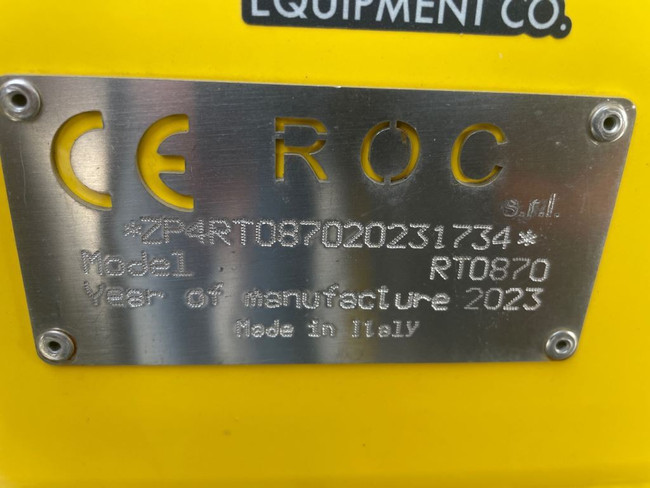 EQUIPMENT CO.
CE ROC
s.r.l.
*ZP4RT087020231734*
Model RT0870
Year of manufacture 2023
Made in Italy